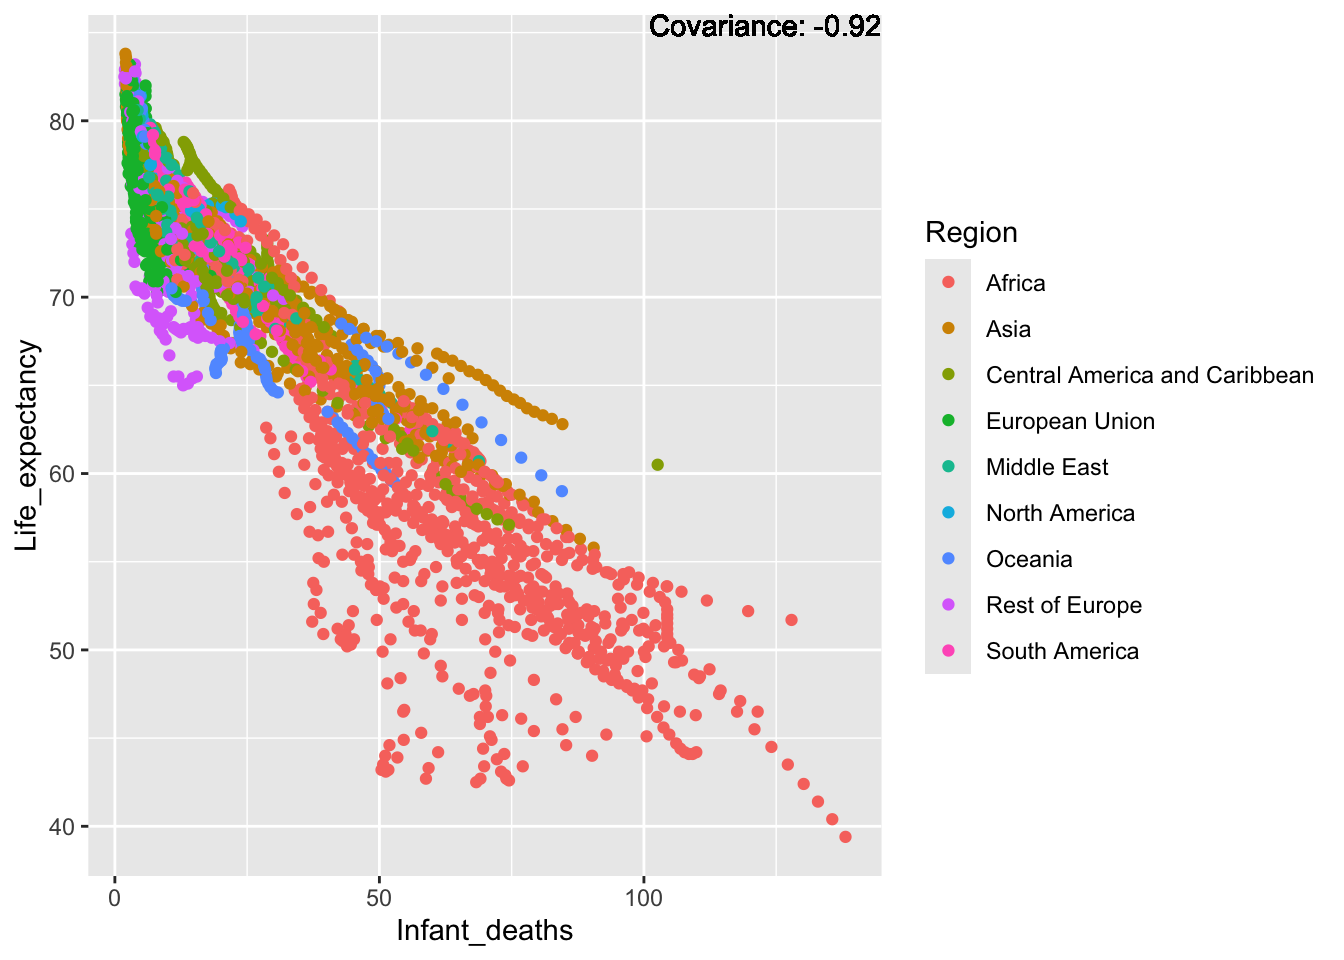 Covariance: -0.92
80
70
60
50
40
Life_expectancy
0
50
100
Infant_deaths
Region
Africa
Asia
Central America and Caribbean
European Union
Middle East
North America
Oceania
Rest of Europe
South America